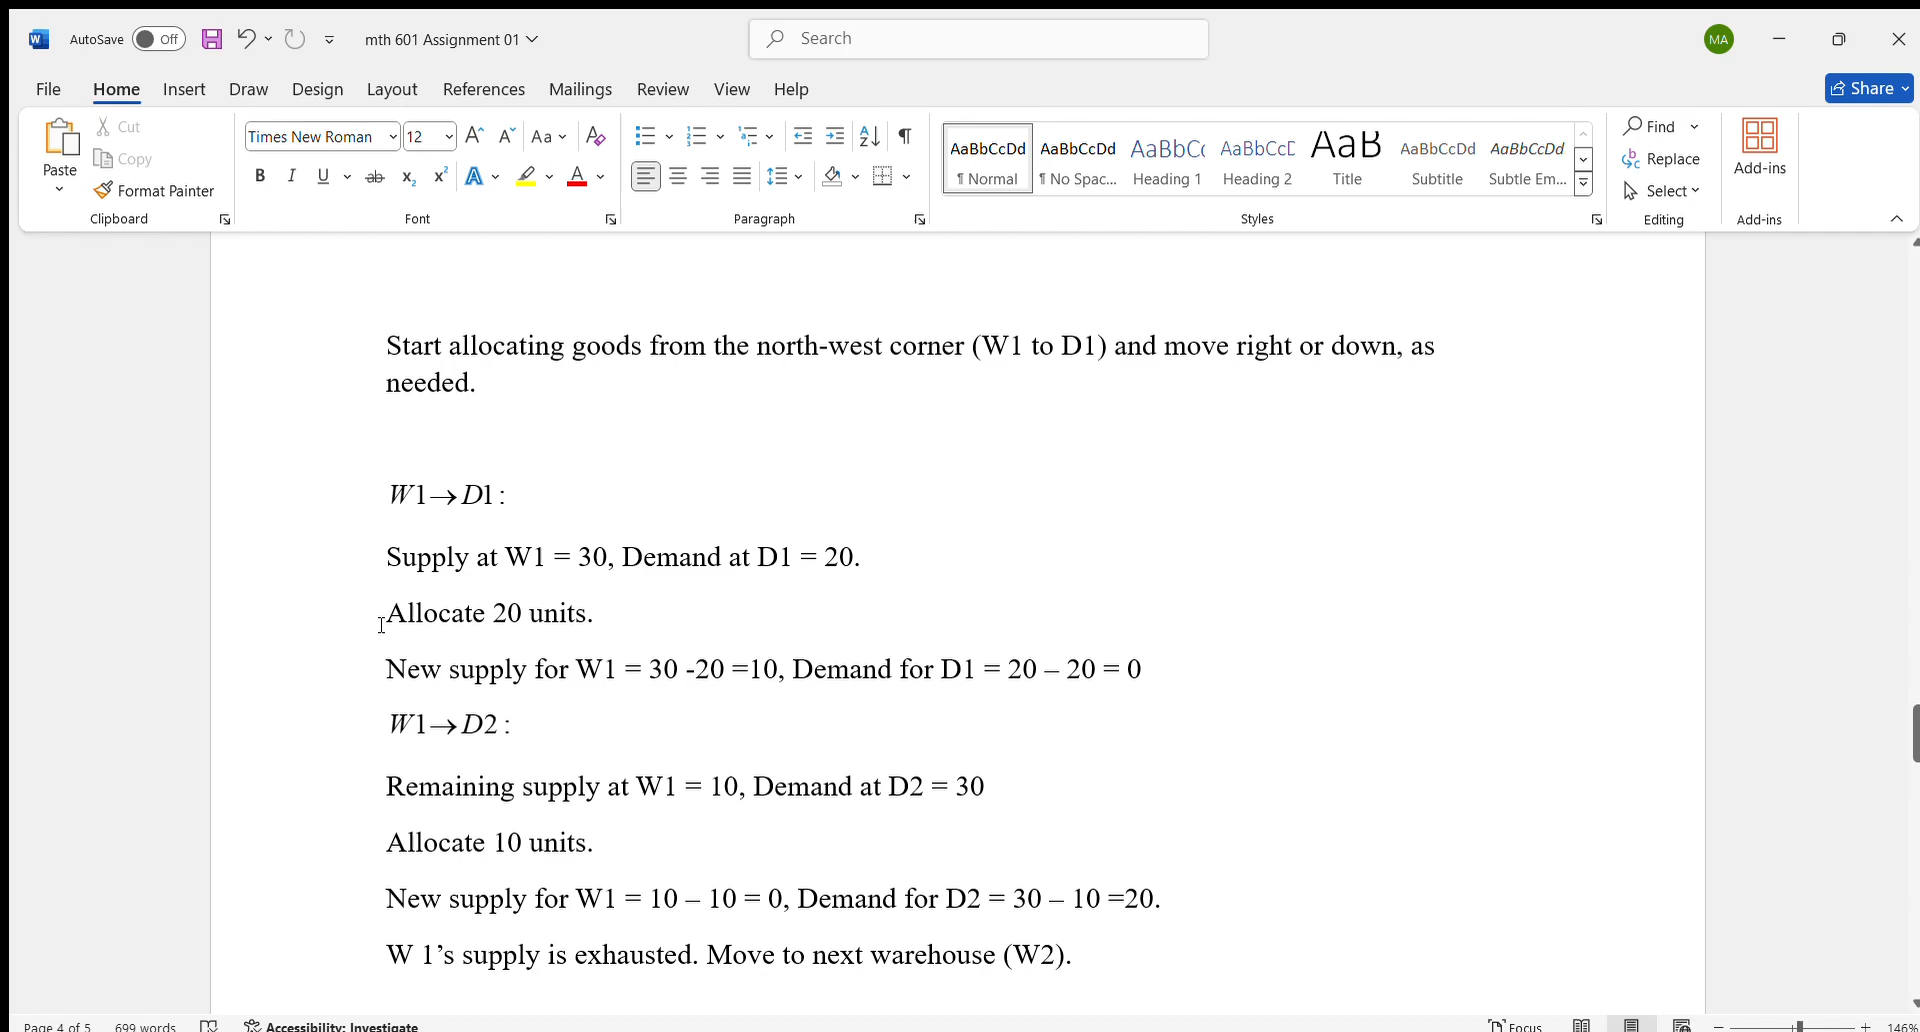 AutoSave Off mth 601 Assignment 01 Search MA
File Home Insert Draw Design Layout References Mailings Review View Help Share
Paste Cut Copy Format Painter Clipboard
Times New Roman 12 Aa Font
Paragraph
AaBbCcDd AaBbCcDd AaBbC AaBbCcD AaB AaBbCcDd AaBbCcDd
¶ Normal ¶ No Spac... Heading 1 Heading 2 Title Subtitle Subtle Em...
Styles
Find Replace Select Editing
Add-ins
Add-ins
Start allocating goods from the north-west corner (W1 to D1) and move right or down, as
needed.
W1→D1:
Supply at W1 = 30, Demand at D1 = 20.
Allocate 20 units.
New supply for W1 = 30 -20 =10, Demand for D1 = 20 – 20 = 0
W1→D2:
Remaining supply at W1 = 10, Demand at D2 = 30
Allocate 10 units.
New supply for W1 = 10 – 10 = 0, Demand for D2 = 30 – 10 =20.
W 1’s supply is exhausted. Move to next warehouse (W2).
Page 4 of 5 699 words Accessibility: Investigate Focus 146%